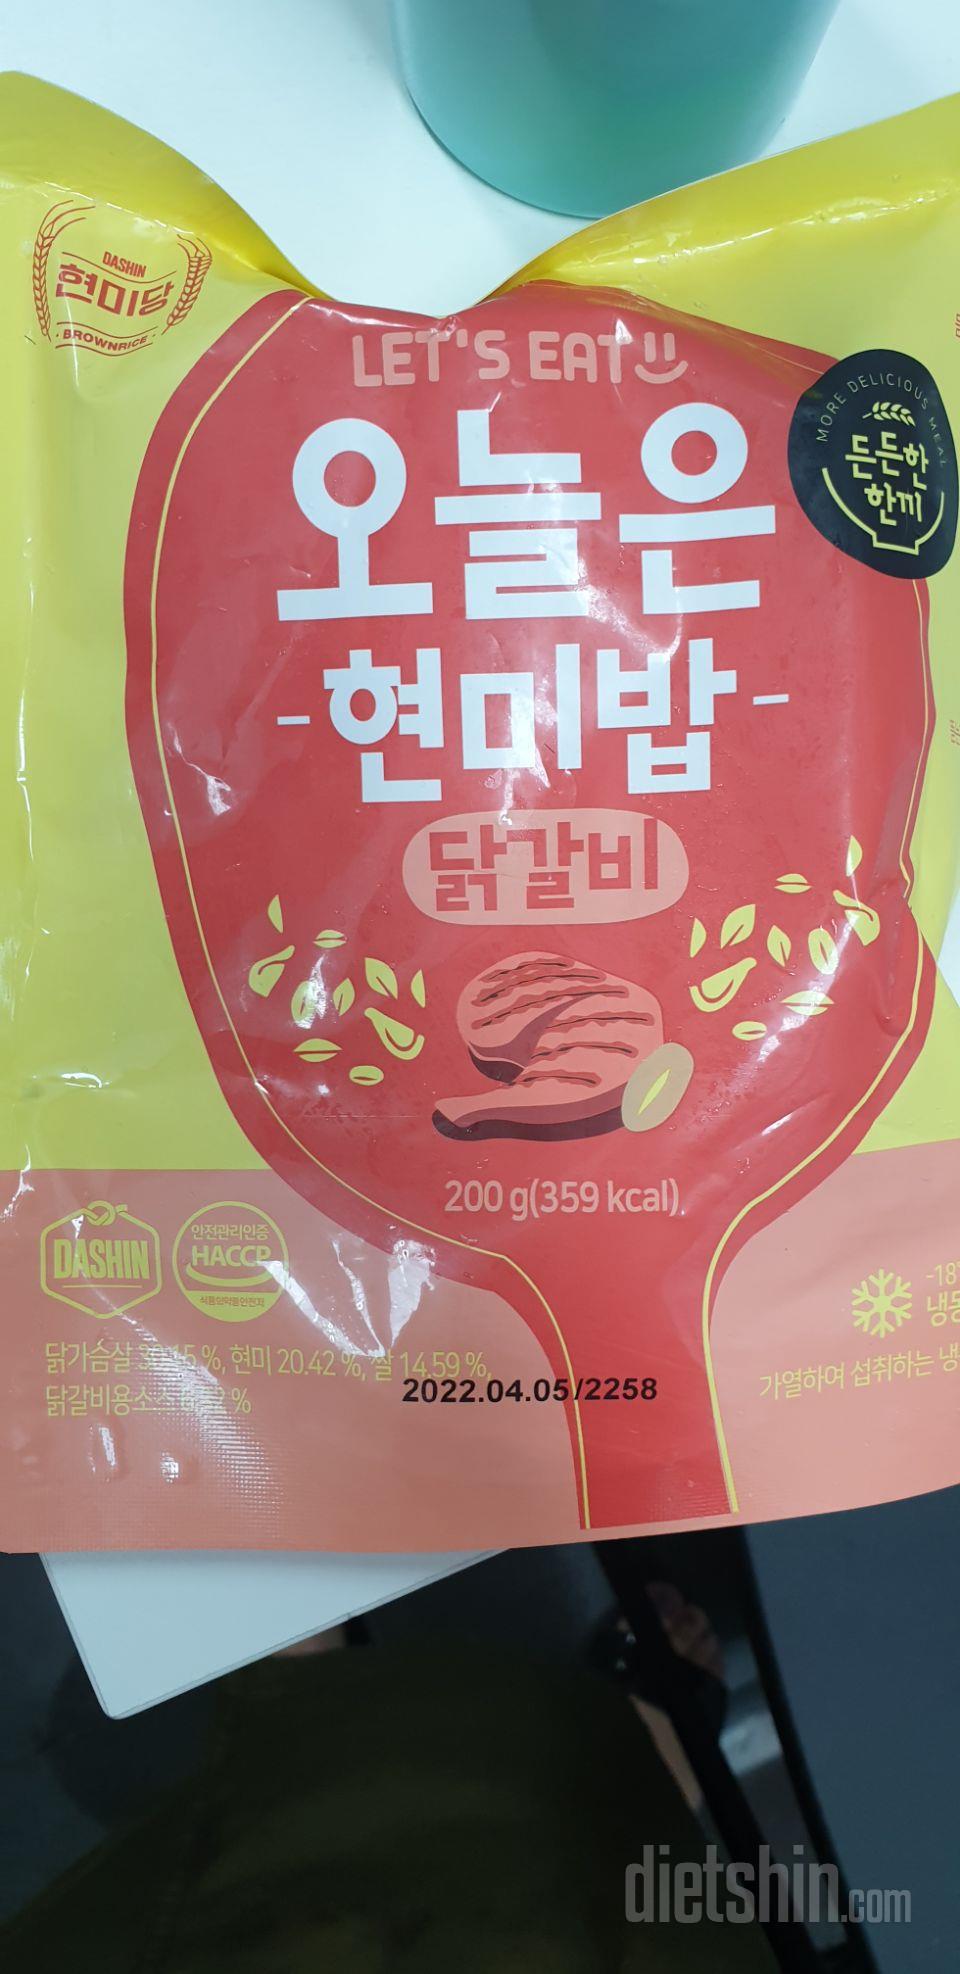 DASHIN
현미당
BROWNRICE
LET'S EAT
MORE DELICIOUS MEAL
든든한
한끼
오늘은
-현미밥-
닭갈비
200 g(359 kcal)
DASHIN
안전관리인증
HACCP
식품의약품안전처
-18°
닭가슴살 %, 현미 20.42 %, 쌀 14.59 %,
닭갈비용소스 %
2022.04.05/2258
가열하여 섭취하는
dietshin.com